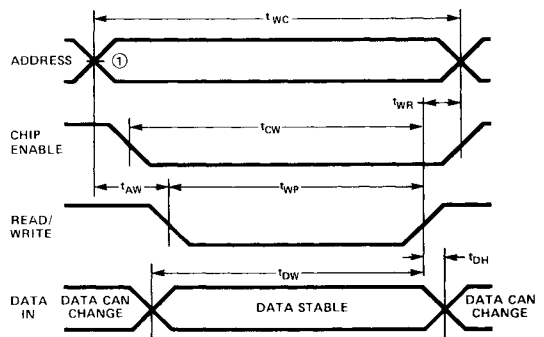 tWC
ADDRESS
①
tWR
CHIP
ENABLE
tCW
tAW
tWP
READ/
WRITE
tDH
tDW
DATA
IN
DATA CAN
CHANGE
DATA STABLE
DATA CAN
CHANGE